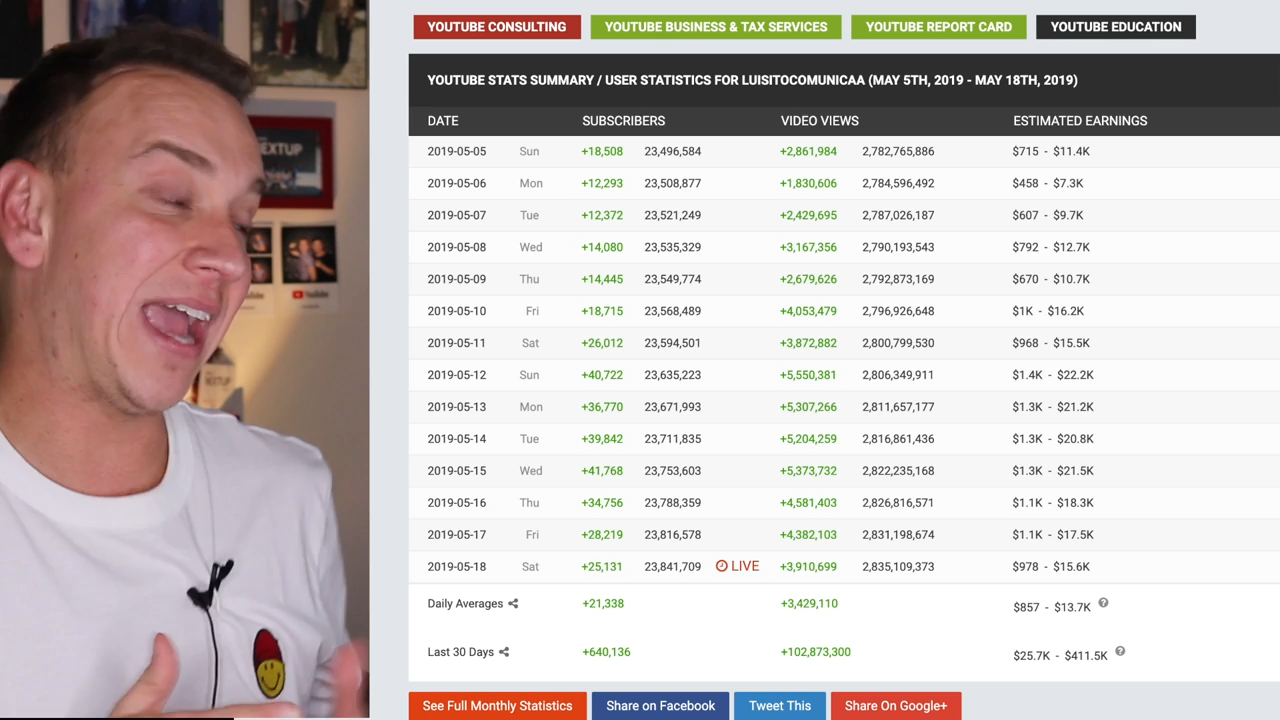 YOUTUBE CONSULTING YOUTUBE BUSINESS & TAX SERVICES YOUTUBE REPORT CARD YOUTUBE EDUCATION
YOUTUBE STATS SUMMARY / USER STATISTICS FOR LUISITOCOMUNICAA (MAY 5TH, 2019 - MAY 18TH, 2019)
DATE SUBSCRIBERS VIDEO VIEWS ESTIMATED EARNINGS
2019-05-05 Sun +18,508 23,496,584 +2,861,984 2,782,765,886 $715 - $11.4K
2019-05-06 Mon +12,293 23,508,877 +1,830,606 2,784,596,492 $458 - $7.3K
2019-05-07 Tue +12,372 23,521,249 +2,429,695 2,787,026,187 $607 - $9.7K
2019-05-08 Wed +14,080 23,535,329 +3,167,356 2,790,193,543 $792 - $12.7K
2019-05-09 Thu +14,445 23,549,774 +2,679,626 2,792,873,169 $670 - $10.7K
2019-05-10 Fri +18,715 23,568,489 +4,053,479 2,796,926,648 $1K - $16.2K
2019-05-11 Sat +26,012 23,594,501 +3,872,882 2,800,799,530 $968 - $15.5K
2019-05-12 Sun +40,722 23,635,223 +5,550,381 2,806,349,911 $1.4K - $22.2K
2019-05-13 Mon +36,770 23,671,993 +5,307,266 2,811,657,177 $1.3K - $21.2K
2019-05-14 Tue +39,842 23,711,835 +5,204,259 2,816,861,436 $1.3K - $20.8K
2019-05-15 Wed +41,768 23,753,603 +5,373,732 2,822,235,168 $1.3K - $21.5K
2019-05-16 Thu +34,756 23,788,359 +4,581,403 2,826,816,571 $1.1K - $18.3K
2019-05-17 Fri +28,219 23,816,578 +4,382,103 2,831,198,674 $1.1K - $17.5K
2019-05-18 Sat +25,131 23,841,709 LIVE +3,910,699 2,835,109,373 $978 - $15.6K
Daily Averages +21,338 +3,429,110 $857 - $13.7K ?
Last 30 Days +640,136 +102,873,300 $25.7K - $411.5K ?
See Full Monthly Statistics Share on Facebook Tweet This Share On Google+
EXTUP
YouTube